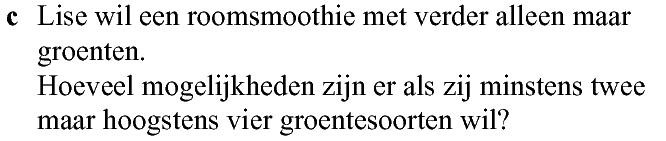 c Lise wil een roomsmoothie met verder alleen maar
groenten.
Hoeveel mogelijkheden zijn er als zij minstens twee
maar hoogstens vier groentesoorten wil?